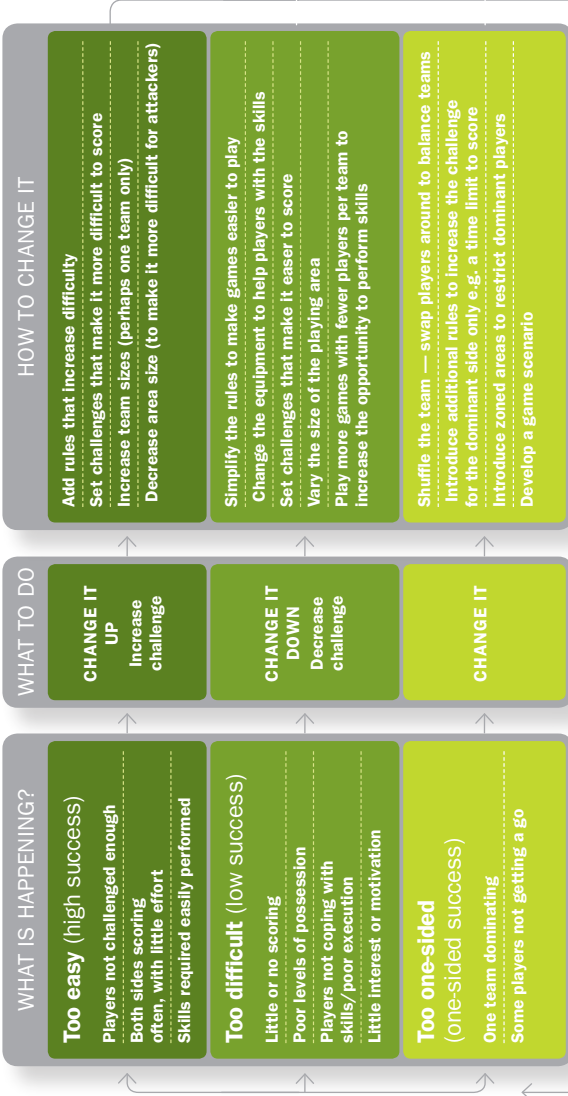 WHAT IS HAPPENING?
Too easy (high success)
Players not challenged enough
Both sides scoring
often, with little effort
Skills required easily performed
Too difficult (low success)
Little or no scoring
Poor levels of possession
Players not coping with
skills/poor execution
Little interest or motivation
Too one-sided
(one-sided success)
One team dominating
Some players not getting a go
WHAT TO DO
CHANGE IT
UP
Increase
challenge
CHANGE IT
DOWN
Decrease
challenge
CHANGE IT
HOW TO CHANGE IT
Add rules that increase difficulty
Set challenges that make it more difficult to score
Increase team sizes (perhaps one team only)
Decrease area size (to make it more difficult for attackers)
Simplify the rules to make games easier to play
Change the equipment to help players with the skills
Set challenges that make it easier to score
Vary the size of the playing area
Play more games with fewer players per team to
increase the opportunity to perform skills
Shuffle the team — swap players around to balance teams
Introduce additional rules to increase the challenge
for the dominant side only e.g. a time limit to score
Introduce zoned areas to restrict dominant players
Develop a game scenario